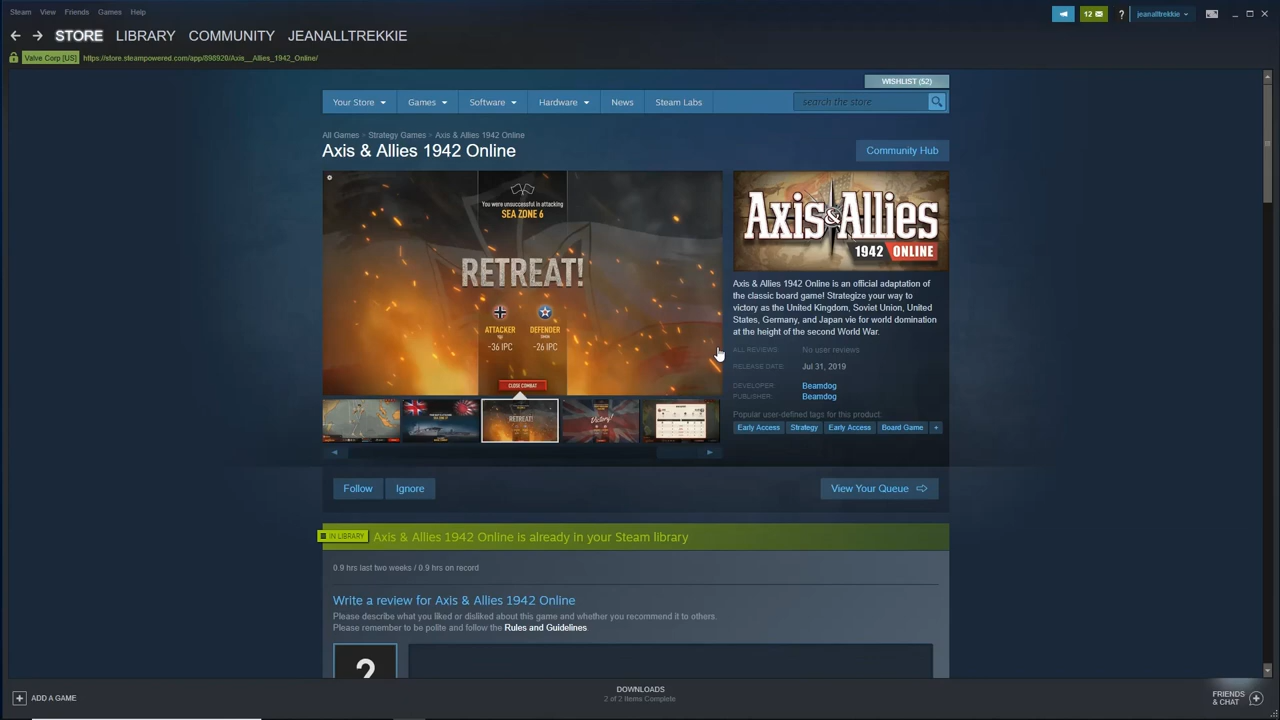 Steam View Friends Games Help
12 ? jeanalltrekkie
STORE LIBRARY COMMUNITY JEANALLTREKKIE
Valve Corp [US] https://store.steampowered.com/app/898920/Axis__Allies_1942_Online/
WISHLIST (52)
Your Store Games Software Hardware News Steam Labs search the store
All Games > Strategy Games > Axis & Allies 1942 Online
Axis & Allies 1942 Online
Community Hub
You were unsuccessful in attacking
SEA ZONE 6
RETREAT!
ATTACKER DEFENDER
-36 IPC -26 IPC
CLOSE COMBAT
Axis & Allies
1942 ONLINE
Axis & Allies 1942 Online is an official adaptation of
the classic board game! Strategize your way to
victory as the United Kingdom, Soviet Union, United
States, Germany, and Japan vie for world domination
at the height of the second World War.
ALL REVIEWS: No user reviews
RELEASE DATE: Jul 31, 2019
DEVELOPER: Beamdog
PUBLISHER: Beamdog
Popular user-defined tags for this product:
Early Access Strategy Early Access Board Game +
RETREAT!
Victory!
Follow Ignore View Your Queue
IN LIBRARY Axis & Allies 1942 Online is already in your Steam library
0.9 hrs last two weeks / 0.9 hrs on record
Write a review for Axis & Allies 1942 Online
Please describe what you liked or disliked about this game and whether you recommend it to others.
Please remember to be polite and follow the Rules and Guidelines.
?
+ ADD A GAME
DOWNLOADS
2 of 2 Items Complete
FRIENDS
& CHAT +